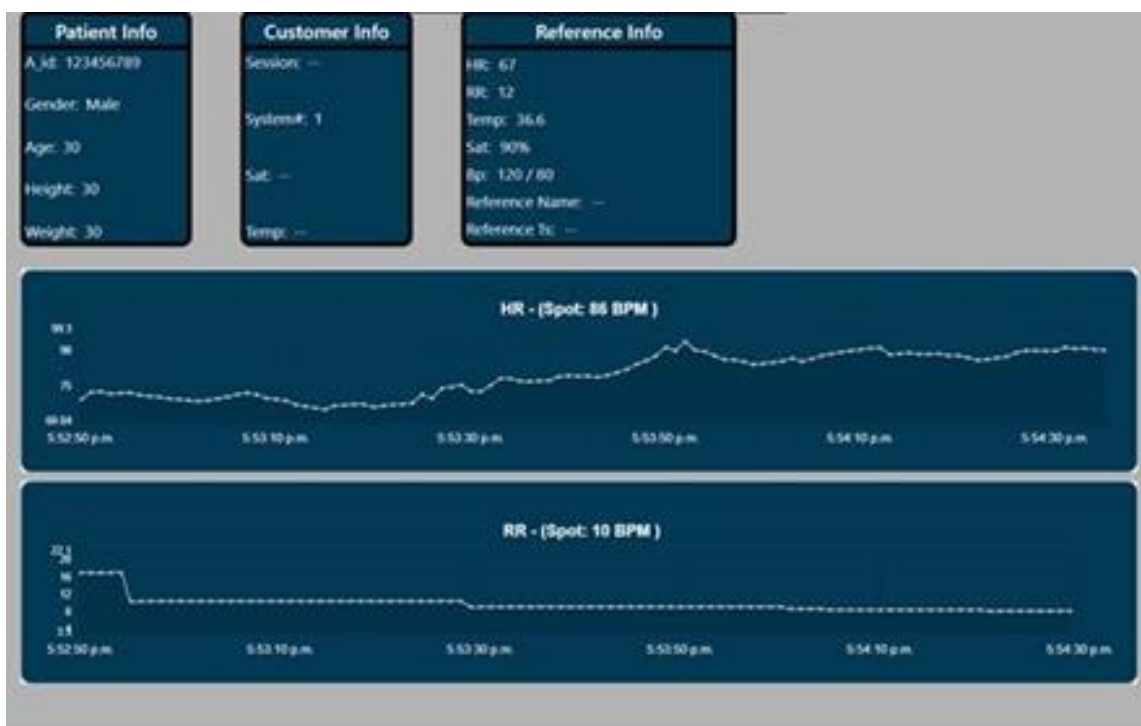 Patient Info
A_id: 123456789
Gender: Male
Age: 30
Height: 30
Weight: 30
Customer Info
Session: --
System#: 1
Sat: --
Temp: --
Reference Info
HR: 67
RR: 12
Temp: 36.6
Sat: 90%
Bp: 120 / 80
Reference Name: --
Reference Ts: --
HR - (Spot: 86 BPM )
90
75
5:52:50 p.m. 5:53:10 p.m. 5:53:30 p.m. 5:53:50 p.m. 5:54:10 p.m. 5:54:30 p.m.
RR - (Spot: 10 BPM )
22.1
20
16
12
8
5:52:50 p.m. 5:53:10 p.m. 5:53:30 p.m. 5:53:50 p.m. 5:54:10 p.m. 5:54:30 p.m.